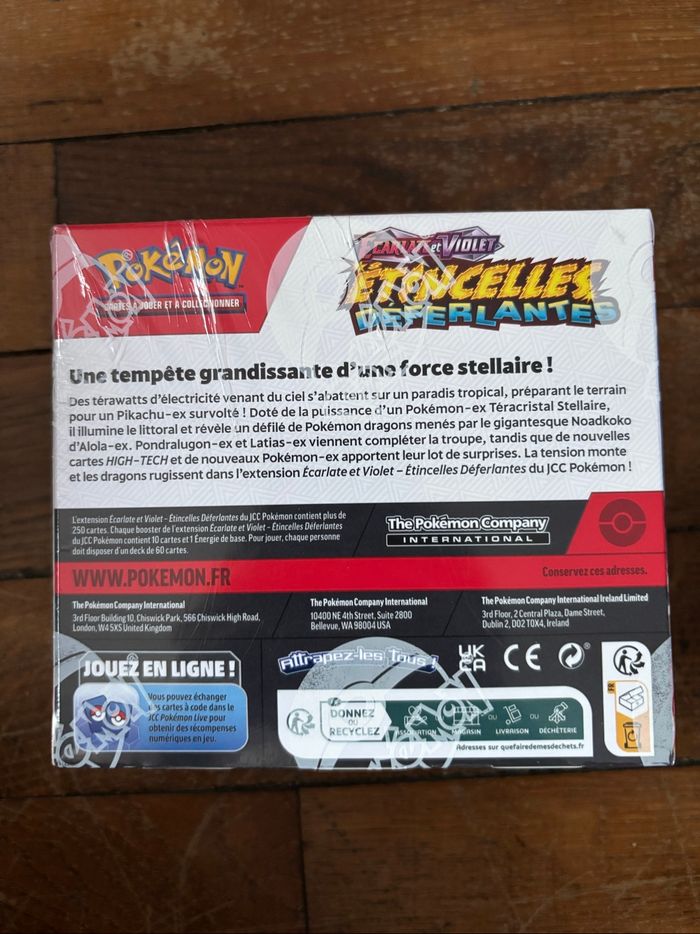 POKéMON
CARTES À JOUER ET À COLLECTIONNER
ÉCARLATE et VIOLET
ÉTINCELLES
DÉFERLANTES
Une tempête grandissante d'une force stellaire !
Des térawatts d'électricité venant du ciel s'abattent sur un paradis tropical, préparant le terrain
pour un Pikachu-ex survolté ! Doté de la puissance d'un Pokémon-ex Téracristal Stellaire,
il illumine le littoral et révèle un défilé de Pokémon dragons menés par le gigantesque Noadkoko
d'Alola-ex. Pondralugon-ex et Latias-ex viennent compléter la troupe, tandis que de nouvelles
cartes HIGH-TECH et de nouveaux Pokémon-ex apportent leur lot de surprises. La tension monte
et les dragons rugissent dans l'extension Écarlate et Violet – Étincelles Déferlantes du JCC Pokémon !
L'extension Écarlate et Violet – Étincelles Déferlantes du JCC Pokémon contient plus de
250 cartes. Chaque booster de l'extension Écarlate et Violet – Étincelles Déferlantes
du JCC Pokémon contient 10 cartes et 1 Énergie de base. Pour jouer, chaque personne
doit disposer d'un deck de 60 cartes.
The Pokémon Company
INTERNATIONAL
WWW.POKEMON.FR
Conservez ces adresses.
The Pokémon Company International
3rd Floor Building 10, Chiswick Park, 566 Chiswick High Road,
London, W4 5XS United Kingdom
The Pokémon Company International
10400 NE 4th Street, Suite 2800
Bellevue, WA 98004 USA
The Pokémon Company International Ireland Limited
3rd Floor, 2 Central Plaza, Dame Street,
Dublin 2, D02 T0X4, Ireland
JOUEZ EN LIGNE !
Vous pouvez échanger
les cartes à code dans le
JCC Pokémon Live pour
obtenir des récompenses
numériques en jeu.
Attrapez-les Tous !
UK
CA
CE
FR
DONNEZ
OU
RECYCLEZ
ASSOCIATION
MAGASIN
OU
LIVRAISON
OU
DÉCHÈTERIE
Adresses sur quefairedemesdechets.fr